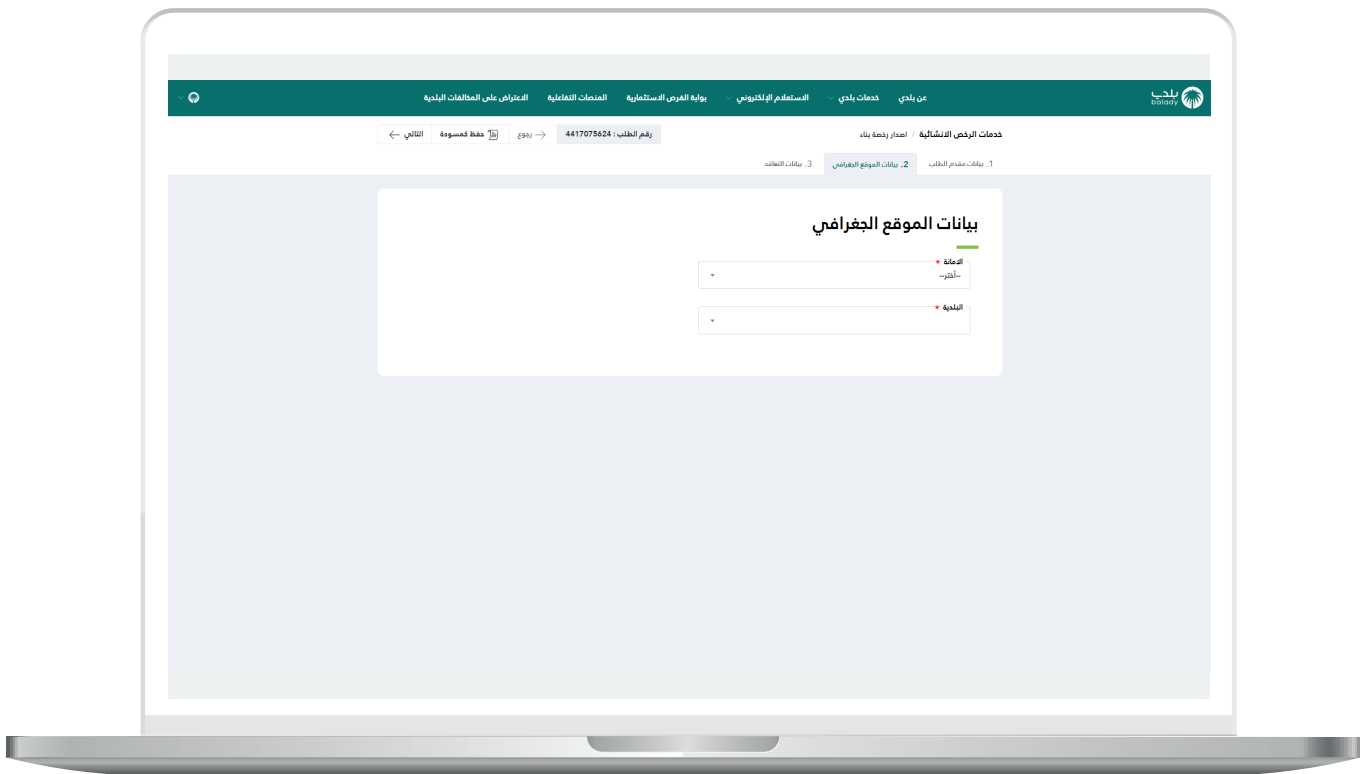 بلدي
balady
عن بلدي خدمات بلدي الاستعلام الإلكتروني بوابة الفرص الاستثمارية المنصات التفاعلية الاعتراض على المخالفات البلدية
خدمات الرخص الانشائية / اصدار رخصة بناء
رقم الطلب : 4417075624 رجوع حفظ كمسودة التالي
1. بيانات مقدم الطلب 2. بيانات الموقع الجغرافي 3. بيانات التعاقد
بيانات الموقع الجغرافي
الامانة *
--أختر--
البلدية *